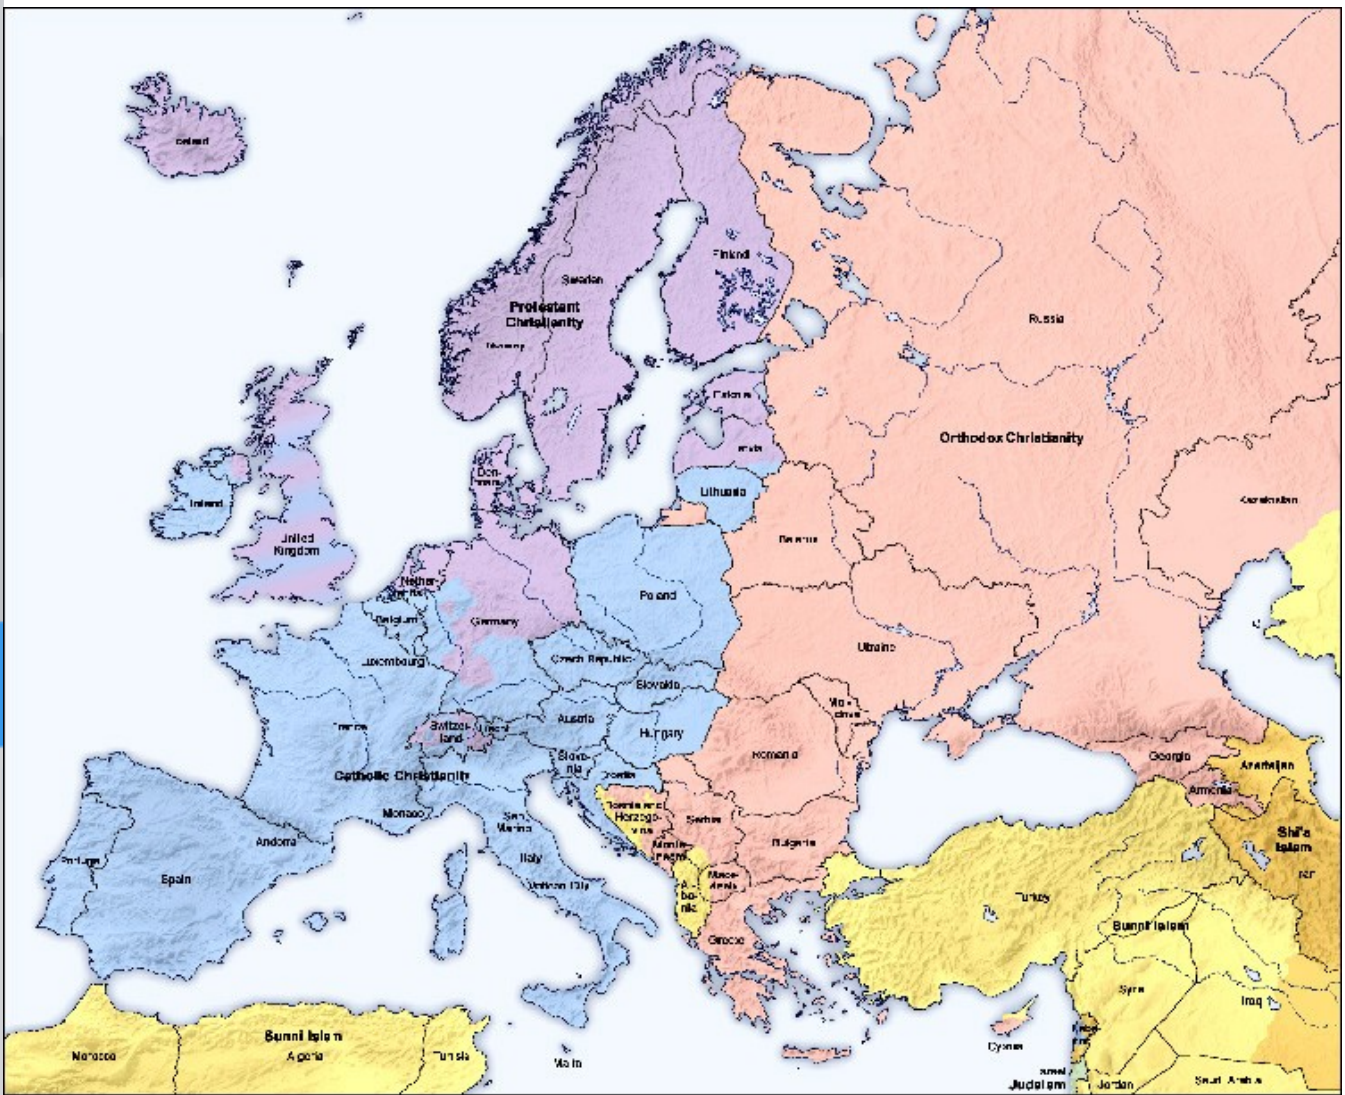 Iceland
Finland
Sweden
Protestant
Christianity
Norway
Russia
Estonia
Orthodox Christianity
Latvia
Den-
mark
Lithuania
Kazakhstan
Ireland
United
Kingdom
Belarus
Nether-
lands
Poland
Belgium
Germany
Ukraine
Luxembourg
Czech Republic
Slovakia
Mol-
dova
Austria
France
Switzer-
land
Hungary
Slove-
nia
Romania
Georgia
Azerbaijan
Catholic Christianity
Croatia
Armenia
Bosnia and
Herzego-
vina
Monaco
San
Marino
Serbia
Shi'a
Islam
Andorra
Monte-
negro
Bulgaria
Italy
Portugal
Spain
Iran
Vatican City
Mace-
donia
Al-
ba-
nia
Turkey
Sunni Islam
Greece
Syria
Iraq
Sunni Islam
Cyprus
Morocco
Algeria
Tunisia
Malta
Israel
Judaism
Jordan
Saudi Arabia